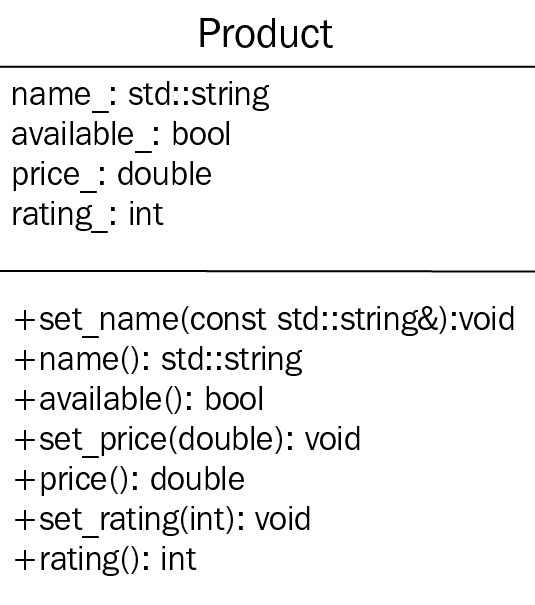 Product
name_: std::string
available_: bool
price_: double
rating_: int
+set_name(const std::string&):void
+name(): std::string
+available(): bool
+set_price(double): void
+price(): double
+set_rating(int): void
+rating(): int